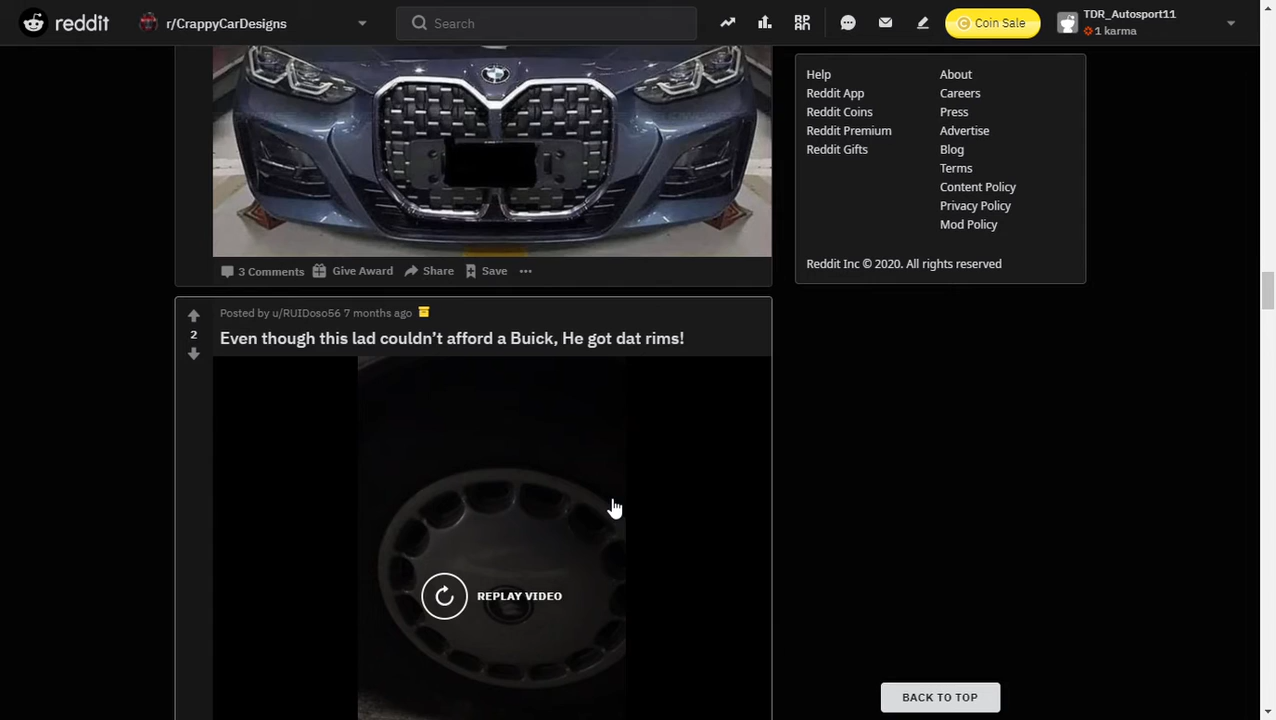 reddit
r/CrappyCarDesigns
Search
Coin Sale
TDR_Autosport11
1 karma
Help
About
Reddit App
Careers
Reddit Coins
Press
Reddit Premium
Advertise
Reddit Gifts
Blog
Terms
Content Policy
Privacy Policy
Mod Policy
Reddit Inc © 2020. All rights reserved
3 Comments
Give Award
Share
Save
Posted by u/RUIDoso56 7 months ago
2
Even though this lad couldn’t afford a Buick, He got dat rims!
REPLAY VIDEO
BACK TO TOP